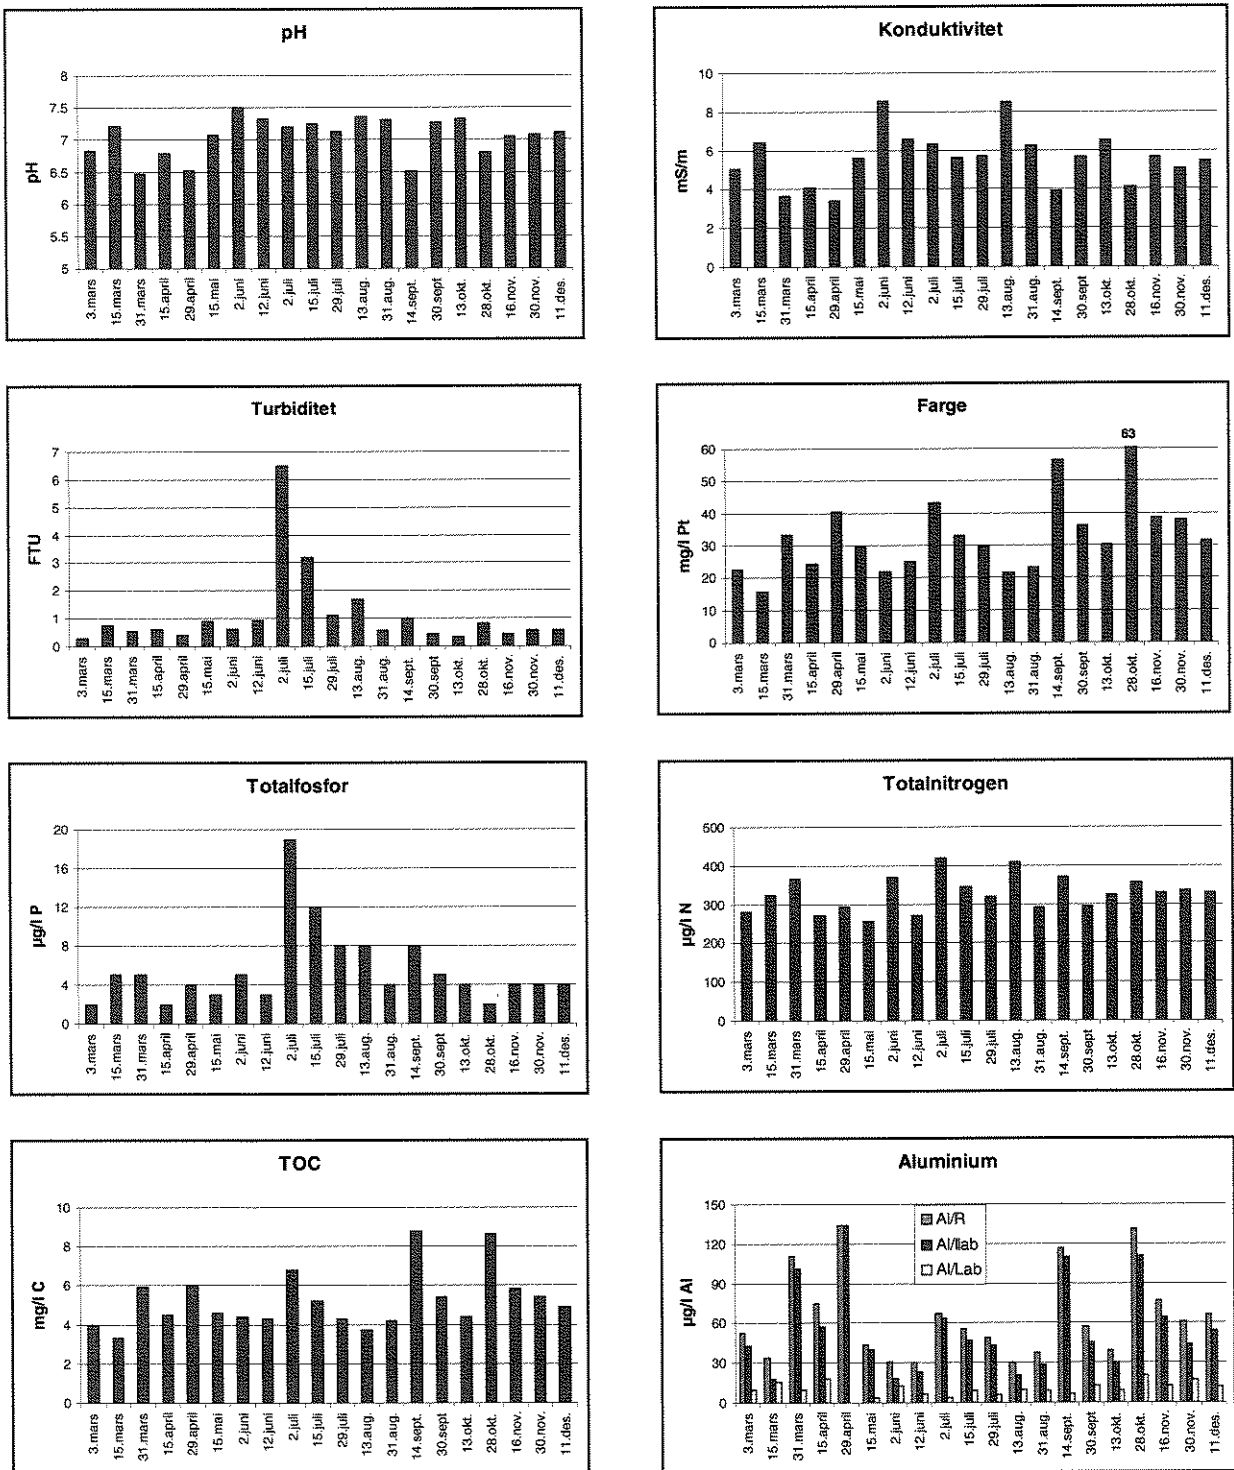 pH
pH
8
7.5
7
6.5
6
5.5
5
3.mars 15.mars 31.mars 15.april 29.april 15.mai 2.juni 12.juni 2.juli 15.juli 29.juli 13.aug. 31.aug. 14.sept. 30.sept 13.okt. 28.okt. 16.nov. 30.nov. 11.des.
Konduktivitet
mS/m
10
8
6
4
2
0
3.mars 15.mars 31.mars 15.april 29.april 15.mai 2.juni 12.juni 2.juli 15.juli 29.juli 13.aug. 31.aug. 14.sept. 30.sept 13.okt. 28.okt. 16.nov. 30.nov. 11.des.
Turbiditet
FTU
7
6
5
4
3
2
1
0
3.mars 15.mars 31.mars 15.april 29.april 15.mai 2.juni 12.juni 2.juli 15.juli 29.juli 13.aug. 31.aug. 14.sept. 30.sept 13.okt. 28.okt. 16.nov. 30.nov. 11.des.
Farge
63
mg/l Pt
60
50
40
30
20
10
0
3.mars 15.mars 31.mars 15.april 29.april 15.mai 2.juni 12.juni 2.juli 15.juli 29.juli 13.aug. 31.aug. 14.sept. 30.sept 13.okt. 28.okt. 16.nov. 30.nov. 11.des.
Totalfosfor
µg/l P
20
16
12
8
4
0
3.mars 15.mars 31.mars 15.april 29.april 15.mai 2.juni 12.juni 2.juli 15.juli 29.juli 13.aug. 31.aug. 14.sept. 30.sept 13.okt. 28.okt. 16.nov. 30.nov. 11.des.
Totalnitrogen
µg/l N
500
400
300
200
100
0
3.mars 15.mars 31.mars 15.april 29.april 15.mai 2.juni 12.juni 2.juli 15.juli 29.juli 13.aug. 31.aug. 14.sept. 30.sept 13.okt. 28.okt. 16.nov. 30.nov. 11.des.
TOC
mg/l C
10
8
6
4
2
0
3.mars 15.mars 31.mars 15.april 29.april 15.mai 2.juni 12.juni 2.juli 15.juli 29.juli 13.aug. 31.aug. 14.sept. 30.sept 13.okt. 28.okt. 16.nov. 30.nov. 11.des.
Aluminium
µg/l Al
150
120
90
60
30
0
Al/R
Al/Ilab
Al/Lab
3.mars 15.mars 31.mars 15.april 29.april 15.mai 2.juni 12.juni 2.juli 15.juli 29.juli 13.aug. 31.aug. 14.sept. 30.sept 13.okt. 28.okt. 16.nov. 30.nov. 11.des.